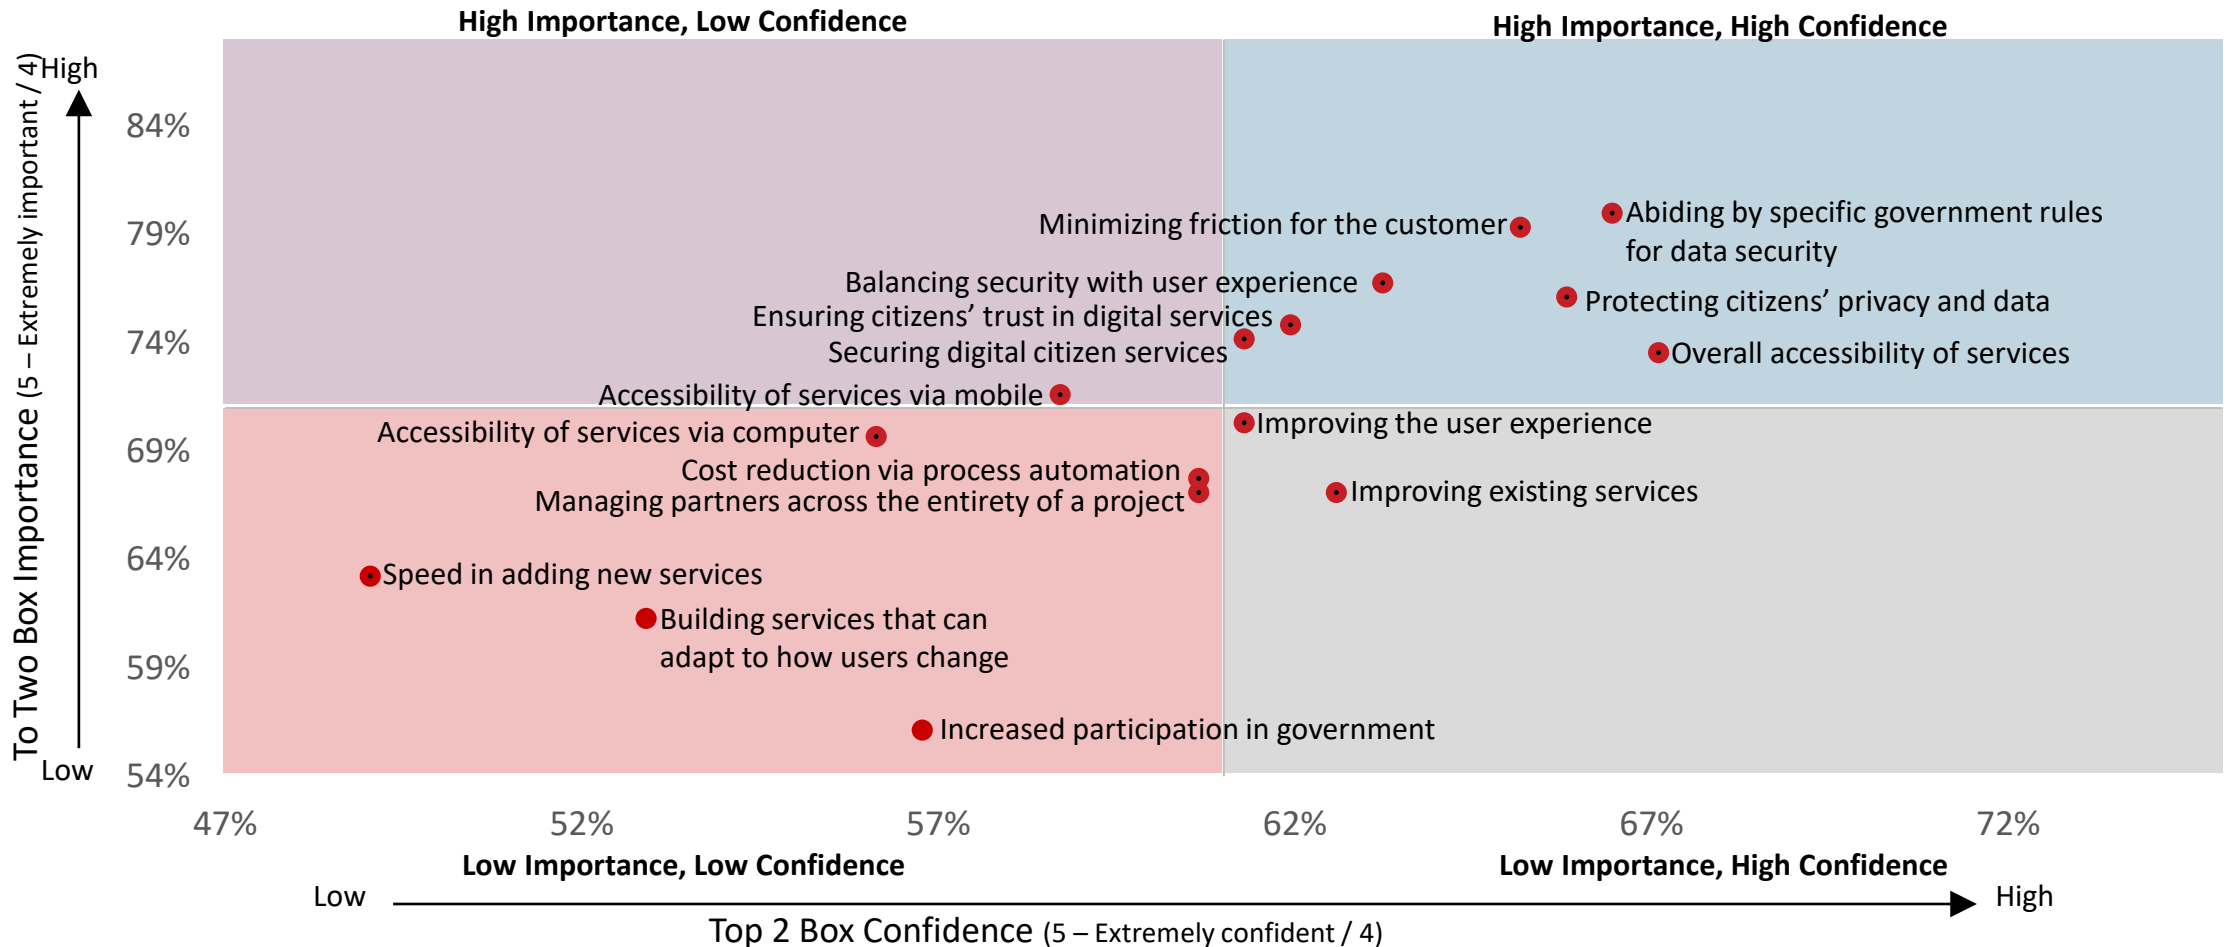 High Importance, Low Confidence
High Importance, High Confidence
To Two Box Importance (5 – Extremely important / 4)
High
84%
79%
74%
69%
64%
59%
54%
Low
Minimizing friction for the customer
Abiding by specific government rules
for data security
Balancing security with user experience
Protecting citizens’ privacy and data
Ensuring citizens’ trust in digital services
Securing digital citizen services
Overall accessibility of services
Accessibility of services via mobile
Improving the user experience
Accessibility of services via computer
Cost reduction via process automation
Managing partners across the entirety of a project
Improving existing services
Speed in adding new services
Building services that can
adapt to how users change
Increased participation in government
47%
52%
57%
62%
67%
72%
Low Importance, Low Confidence
Low Importance, High Confidence
Low
High
Top 2 Box Confidence (5 – Extremely confident / 4)